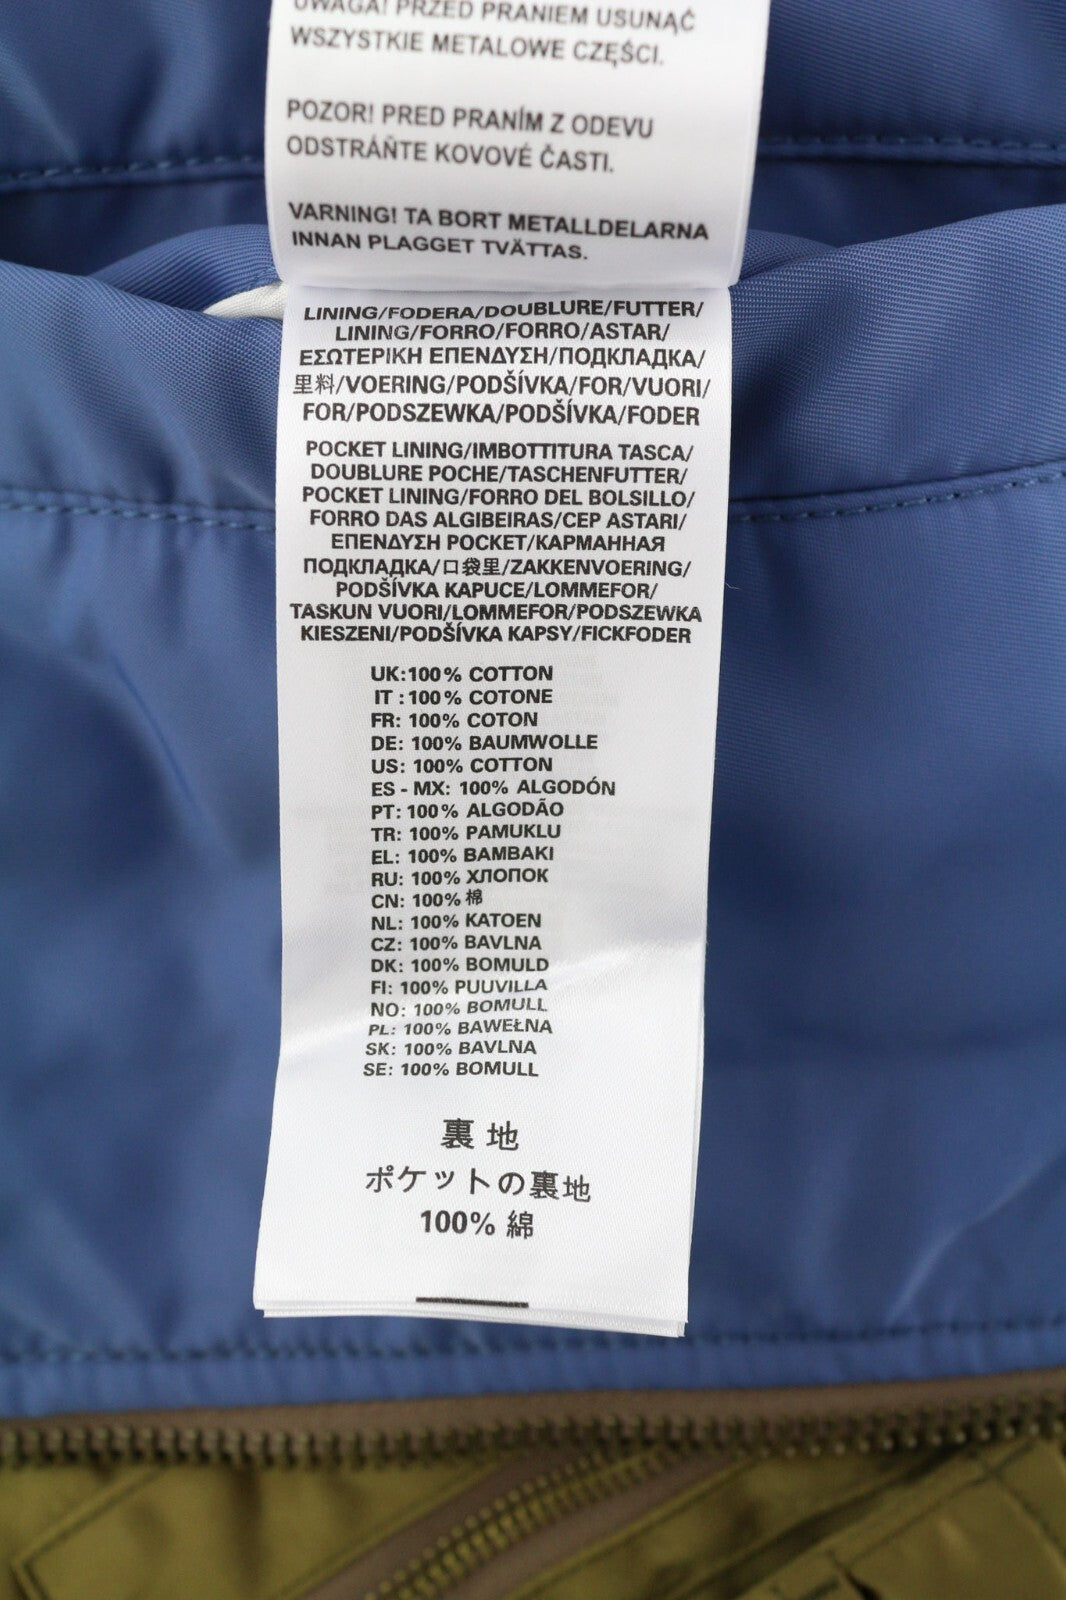 UWAGA! PRZED PRANIEM USUNĄĆ
WSZYSTKIE METALOWE CZĘŚCI.
POZOR! PRED PRANÍM Z ODEVU
ODSTRÁŇTE KOVOVÉ ČASTI.
VARNING! TA BORT METALLDELARNA
INNAN PLAGGET TVÄTTAS.
LINING/FODERA/DOUBLURE/FUTTER/
LINING/FORRO/FORRO/ASTAR/
ΕΣΩΤΕΡΙΚΗ ΕΠΕΝΔΥΣΗ/ПОДКЛАДКА/
里料/VOERING/PODŠÍVKA/FOR/VUORI/
FOR/PODSZEWKA/PODŠÍVKA/FODER
POCKET LINING/IMBOTTITURA TASCA/
DOUBLURE POCHE/TASCHENFUTTER/
POCKET LINING/FORRO DEL BOLSILLO/
FORRO DAS ALGIBEIRAS/CEP ASTARI/
ΕΠΕΝΔΥΣΗ POCKET/КАРМАННАЯ
ПОДКЛАДКА/口袋里/ZAKKENVOERING/
PODŠÍVKA KAPUCE/LOMMEFOR/
TASKUN VUORI/LOMMEFOR/PODSZEWKA
KIESZENI/PODŠÍVKA KAPSY/FICKFODER
UK:100% COTTON
IT :100% COTONE
FR: 100% COTON
DE: 100% BAUMWOLLE
US: 100% COTTON
ES - MX: 100% ALGODÓN
PT: 100% ALGODÃO
TR: 100% PAMUKLU
EL: 100% ΒΑΜΒΑΚΙ
RU: 100% ХЛОПОК
CN: 100% 棉
NL: 100% KATOEN
CZ: 100% BAVLNA
DK: 100% BOMULD
FI: 100% PUUVILLA
NO: 100% BOMULL
PL: 100% BAWEŁNA
SK: 100% BAVLNA
SE: 100% BOMULL
裏地
ポケットの裏地
100% 綿